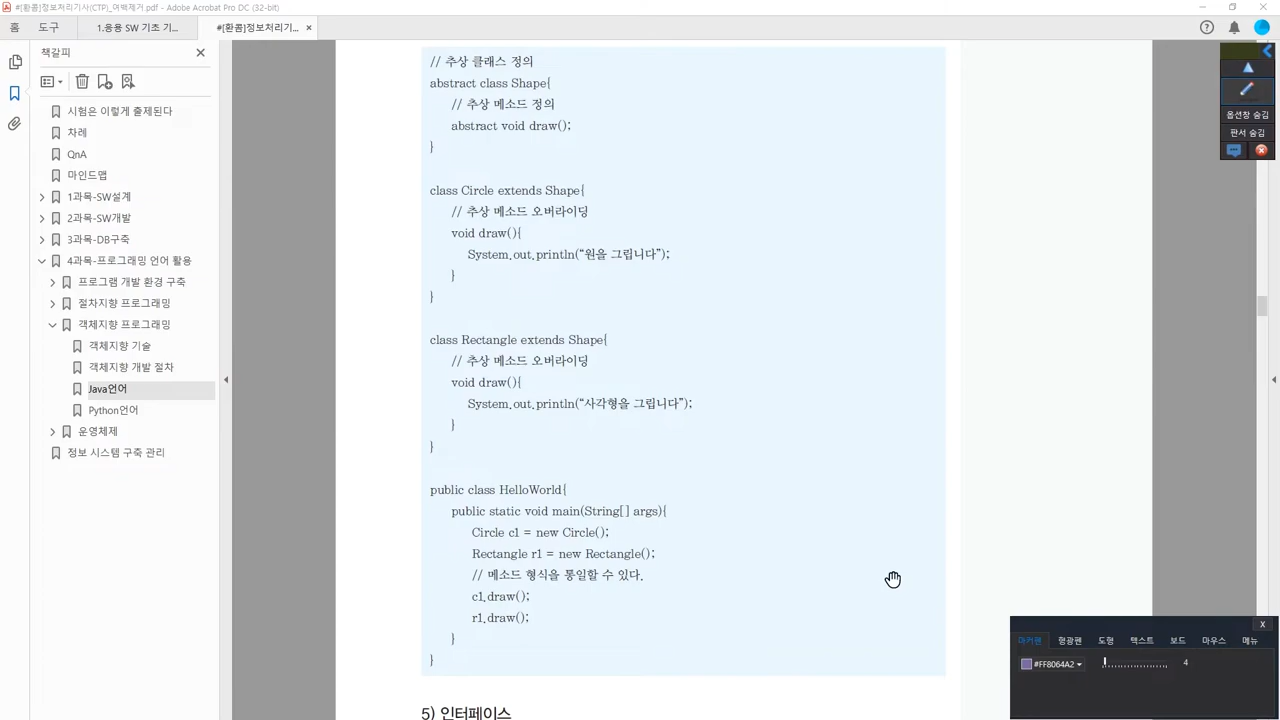 #[환콤]정보처리기사(CTP)_여백제거.pdf - Adobe Acrobat Pro DC (32-bit)
홈
도구
1.응용 SW 기초 기...
#[환콤]정보처리기...
×
책갈피
시험은 이렇게 출제된다
차례
QnA
마인드맵
1과목-SW설계
2과목-SW개발
3과목-DB구축
4과목-프로그래밍 언어 활용
프로그램 개발 환경 구축
절차지향 프로그래밍
객체지향 프로그래밍
객체지향 기술
객체지향 개발 절차
Java언어
Python언어
운영체제
정보 시스템 구축 관리
// 추상 클래스 정의
abstract class Shape{
// 추상 메소드 정의
abstract void draw();
}
class Circle extends Shape{
// 추상 메소드 오버라이딩
void draw(){
System.out.println(“원을 그립니다”);
}
}
class Rectangle extends Shape{
// 추상 메소드 오버라이딩
void draw(){
System.out.println(“사각형을 그립니다”);
}
}
public class HelloWorld{
public static void main(String[] args){
Circle c1 = new Circle();
Rectangle r1 = new Rectangle();
// 메소드 형식을 통일할 수 있다.
c1.draw();
r1.draw();
}
}
5) 인터페이스
옵션창 숨김
판서 숨김
X
마커펜 형광펜 도형 텍스트 보드 마우스 메뉴
#FF8064A2
4